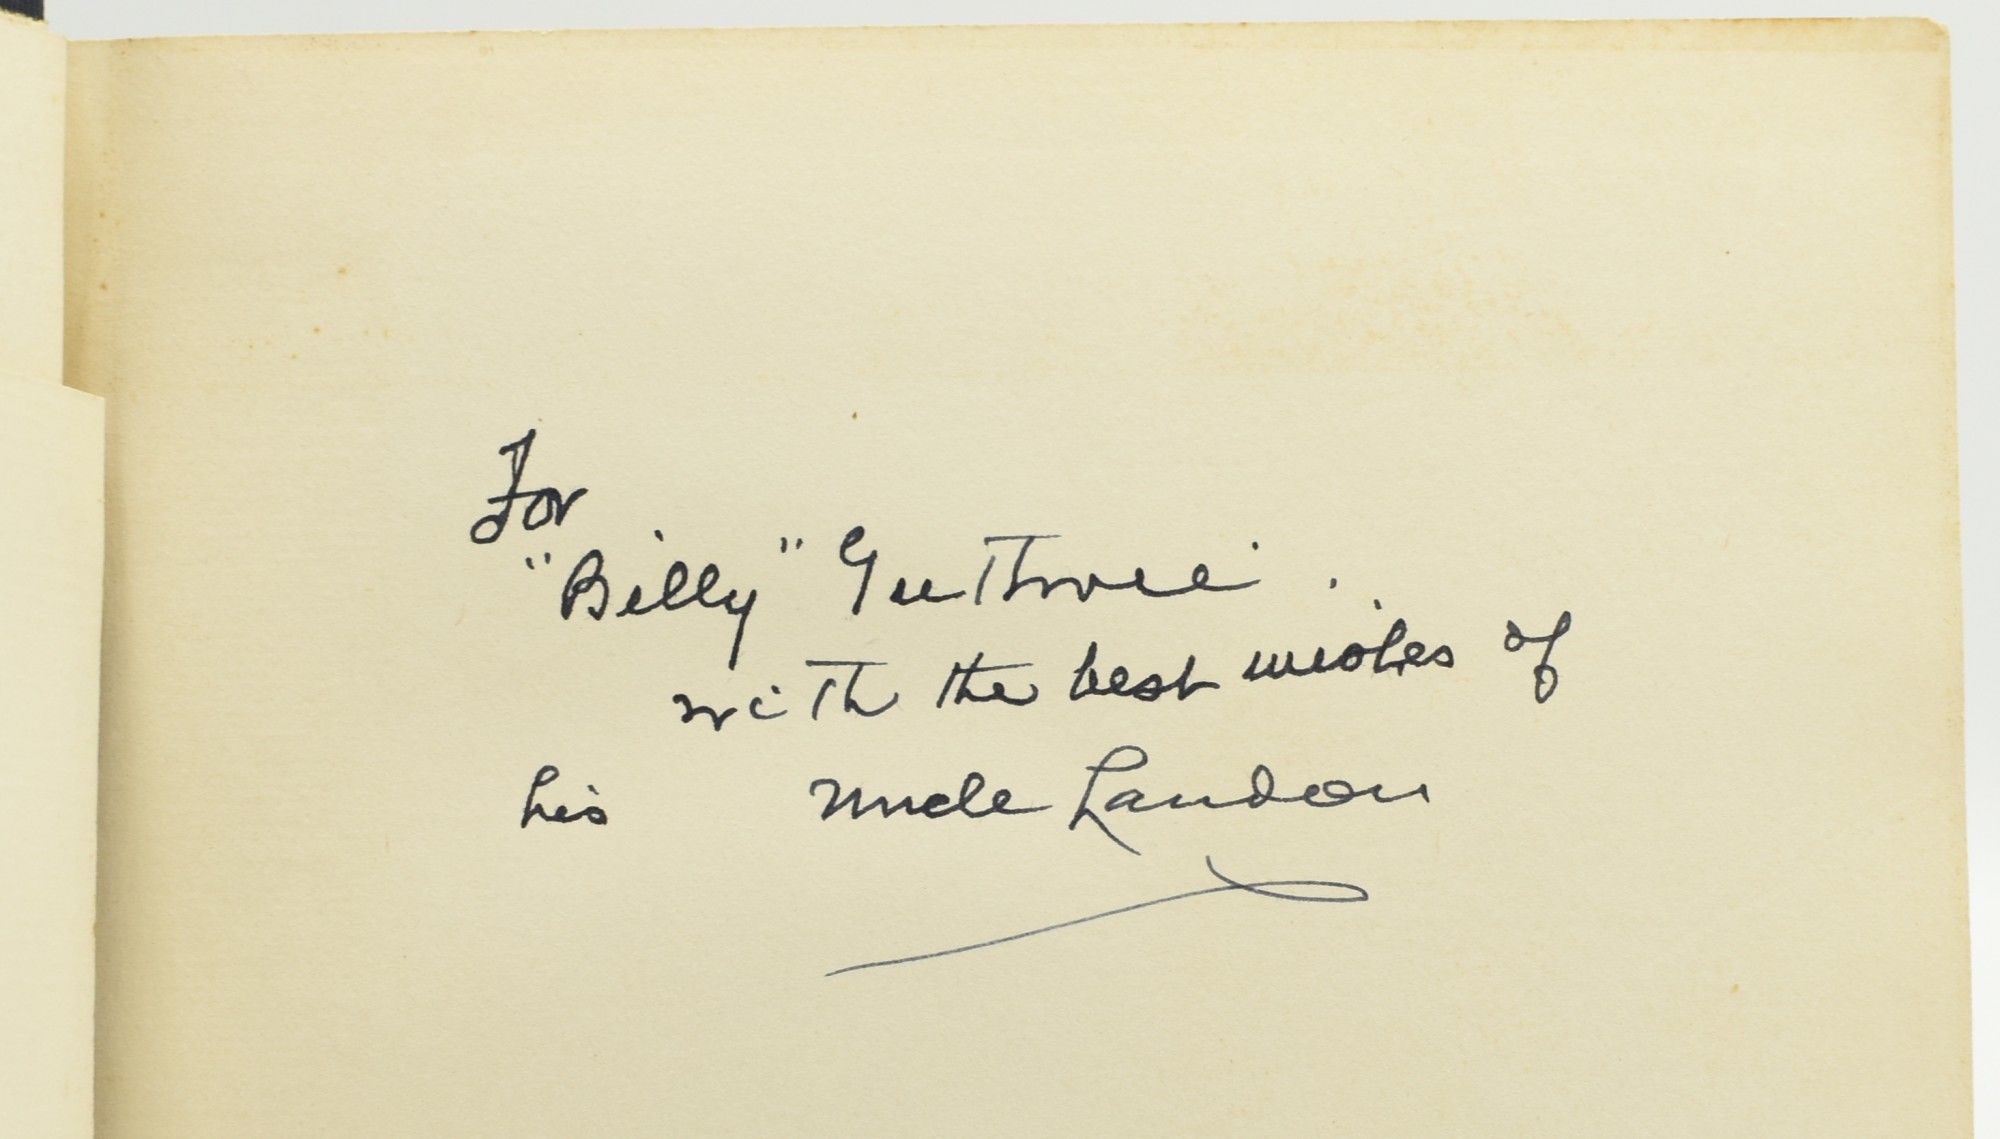 For
"Billy" Guthrie.
with the best wishes of
his Uncle Landon